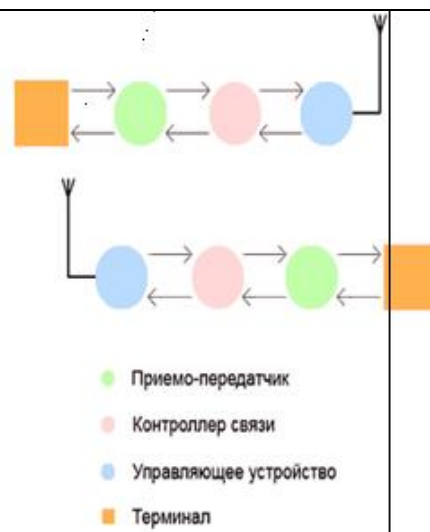 Приемо-передатчик
Контроллер связи
Управляющее устройство
Терминал